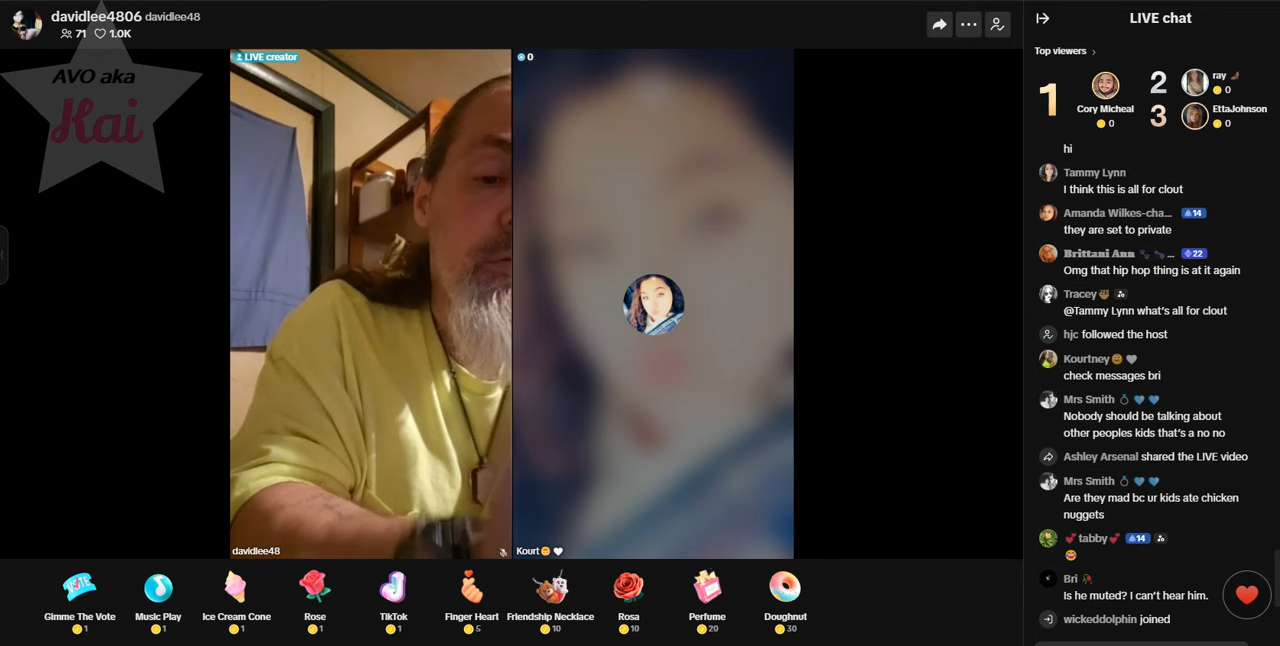 davidlee4806 davidlee48
71 1.0K
AVO aka
Kai
LIVE creator
0
davidlee48
Kourt
Gimme The Vote
1
Music Play
1
Ice Cream Cone
1
Rose
1
TikTok
1
Finger Heart
5
Friendship Necklace
10
Rosa
10
Perfume
20
Doughnut
30
LIVE chat
Top viewers
1
Cory Micheal
0
2
ray
0
3
EttaJohnson
0
hi
Tammy Lynn
I think this is all for clout
Amanda Wilkes-cha... 14
they are set to private
Brittani Ann ... 22
Omg that hip hop thing is at it again
Tracey
@Tammy Lynn what's all for clout
hjc followed the host
Kourtney
check messages bri
Mrs Smith
Nobody should be talking about
other peoples kids that's a no no
Ashley Arsenal shared the LIVE video
Mrs Smith
Are they mad bc ur kids ate chicken
nuggets
tabby 14
Bri
Is he muted? I can't hear him.
wickeddolphin joined